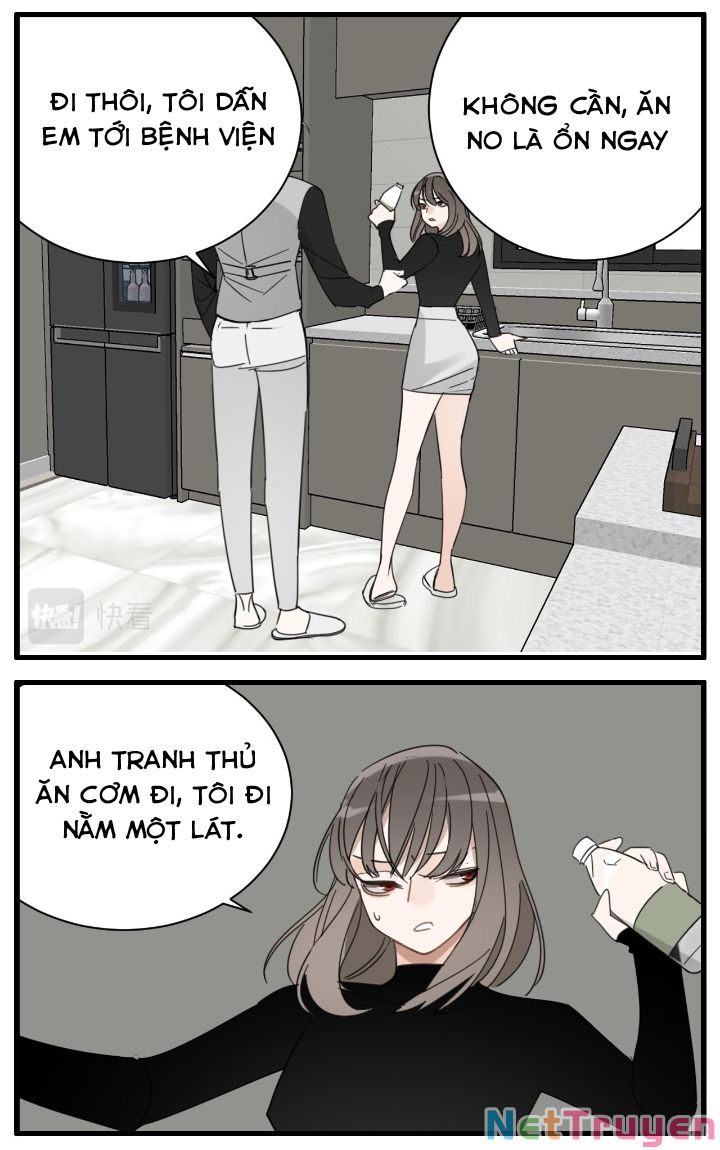 ĐI THÔI, TÔI DẪN
EM TỚI BỆNH VIỆN
KHÔNG CẦN, ĂN
NO LÀ ỔN NGAY
快看! 快看
ANH TRANH THỦ
ĂN CƠM ĐI, TÔI ĐI
NẰM MỘT LÁT.
NetTruyen